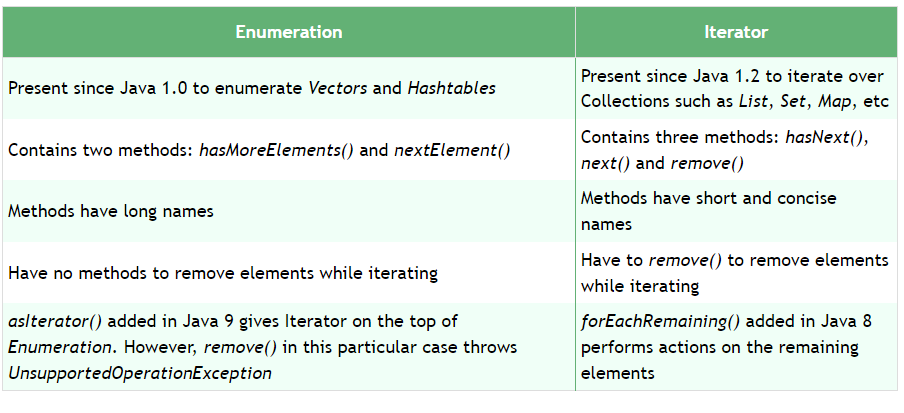 Enumeration
Iterator
Present since Java 1.0 to enumerate Vectors and Hashtables
Present since Java 1.2 to iterate over
Collections such as List, Set, Map, etc
Contains two methods: hasMoreElements() and nextElement()
Contains three methods: hasNext(),
next() and remove()
Methods have long names
Methods have short and concise
names
Have no methods to remove elements while iterating
Have to remove() to remove elements
while iterating
asIterator() added in Java 9 gives Iterator on the top of
Enumeration. However, remove() in this particular case throws
UnsupportedOperationException
forEachRemaining() added in Java 8
performs actions on the remaining
elements